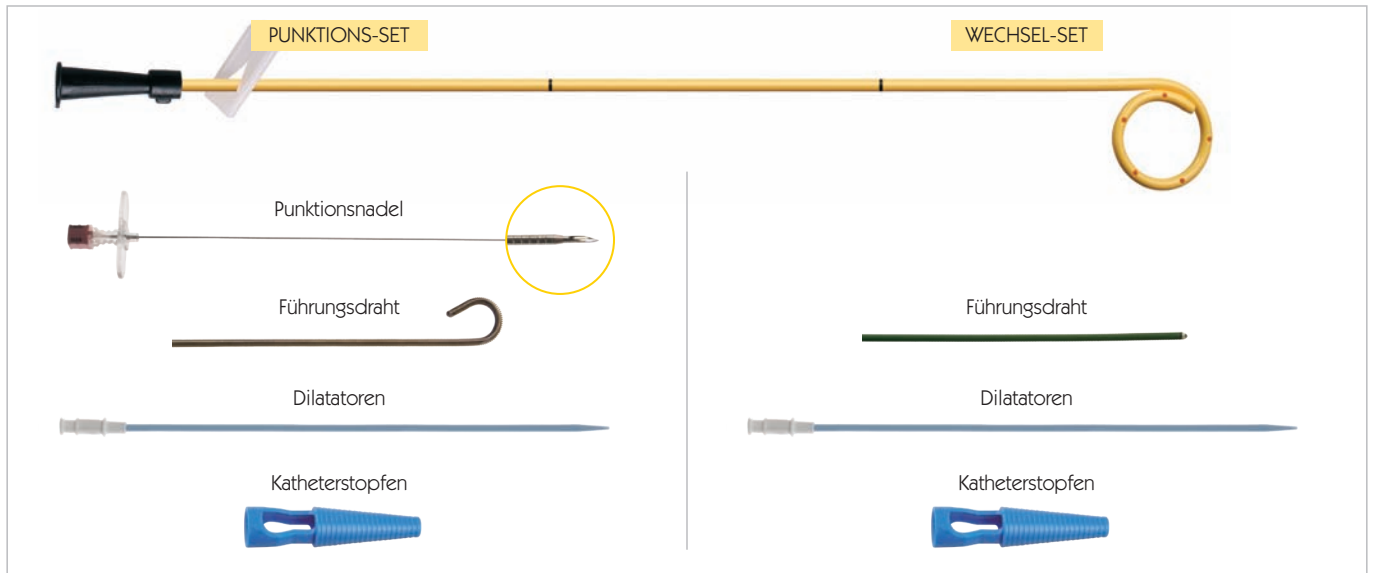 PUNKTIONS-SET
WECHSEL-SET
Punktionsnadel
Führungsdraht
Führungsdraht
Dilatatoren
Dilatatoren
Katheterstopfen
Katheterstopfen